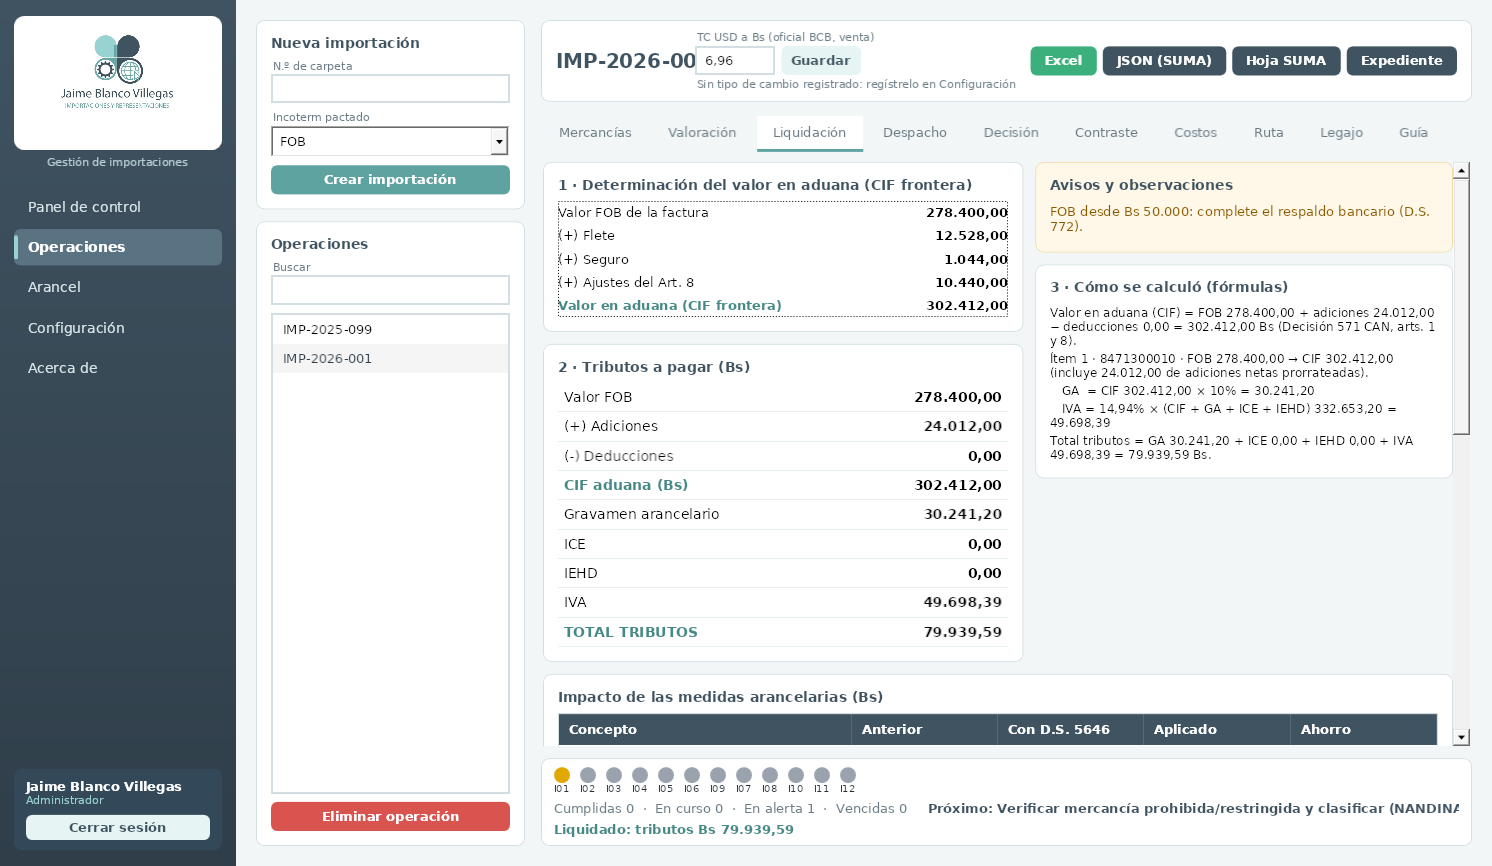 Jaime Blanco Villegas
IMPORTACIONES Y REPRESENTACIONES
Gestión de importaciones
Panel de control
Operaciones
Arancel
Configuración
Acerca de
Jaime Blanco Villegas
Administrador
Cerrar sesión
Nueva importación
N.º de carpeta
Incoterm pactado
FOB
Crear importación
Operaciones
Buscar
IMP-2025-099
IMP-2026-001
Eliminar operación
IMP-2026-00
TC USD a Bs (oficial BCB, venta)
6,96
Guardar
Sin tipo de cambio registrado: regístrelo en Configuración
Excel
JSON (SUMA)
Hoja SUMA
Expediente
Mercancías
Valoración
Liquidación
Despacho
Decisión
Contraste
Costos
Ruta
Legajo
Guía
1 · Determinación del valor en aduana (CIF frontera)
Valor FOB de la factura 278.400,00
(+) Flete 12.528,00
(+) Seguro 1.044,00
(+) Ajustes del Art. 8 10.440,00
Valor en aduana (CIF frontera) 302.412,00
2 · Tributos a pagar (Bs)
Valor FOB 278.400,00
(+) Adiciones 24.012,00
(-) Deducciones 0,00
CIF aduana (Bs) 302.412,00
Gravamen arancelario 30.241,20
ICE 0,00
IEHD 0,00
IVA 49.698,39
TOTAL TRIBUTOS 79.939,59
Avisos y observaciones
FOB desde Bs 50.000: complete el respaldo bancario (D.S.
772).
3 · Cómo se calculó (fórmulas)
Valor en aduana (CIF) = FOB 278.400,00 + adiciones 24.012,00
− deducciones 0,00 = 302.412,00 Bs (Decisión 571 CAN, arts. 1
y 8).
Ítem 1 · 8471300010 · FOB 278.400,00 → CIF 302.412,00
(incluye 24.012,00 de adiciones netas prorrateadas).
GA = CIF 302.412,00 × 10% = 30.241,20
IVA = 14,94% × (CIF + GA + ICE + IEHD) 332.653,20 =
49.698,39
Total tributos = GA 30.241,20 + ICE 0,00 + IEHD 0,00 + IVA
49.698,39 = 79.939,59 Bs.
Impacto de las medidas arancelarias (Bs)
Concepto Anterior Con D.S. 5646 Aplicado Ahorro
I01 I02 I03 I04 I05 I06 I09 I07 I08 I10 I11 I12
Cumplidas 0 · En curso 0 · En alerta 1 · Vencidas 0
Próximo: Verificar mercancía prohibida/restringida y clasificar (NANDINA
Liquidado: tributos Bs 79.939,59